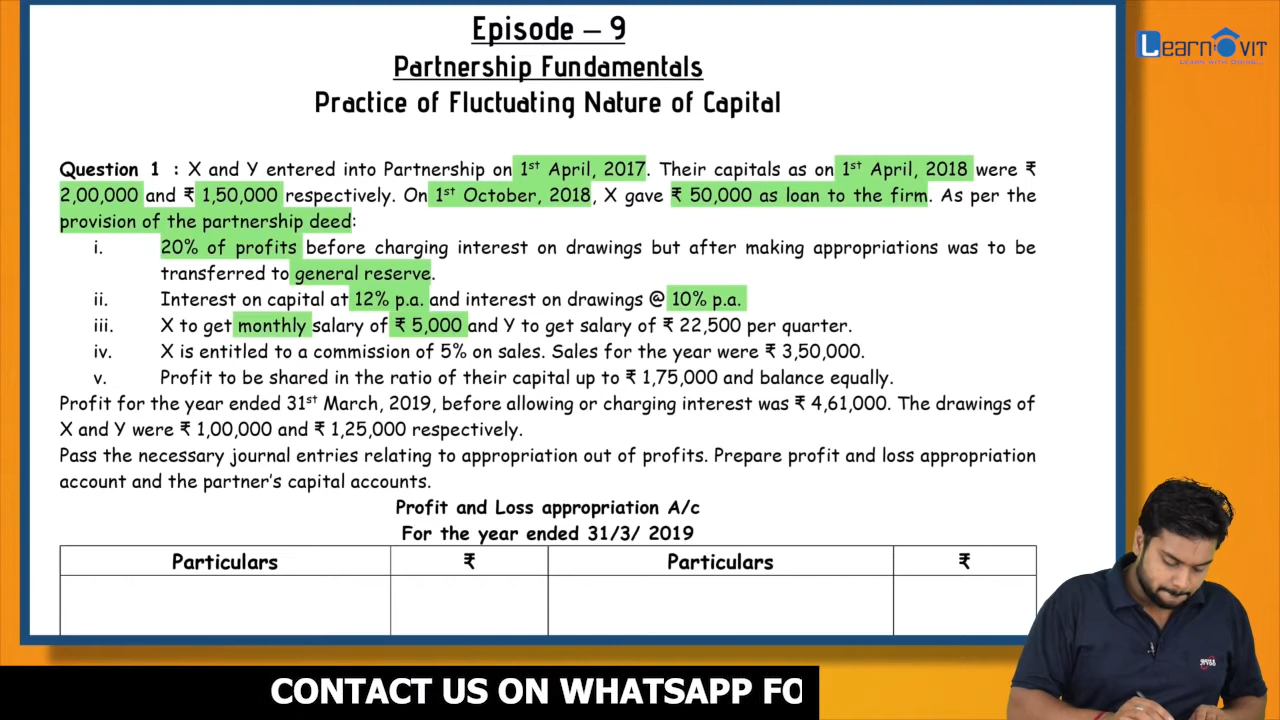 Episode – 9
Learn Vit
LEARN WITH DOING...
Partnership Fundamentals
Practice of Fluctuating Nature of Capital
Question 1 : X and Y entered into Partnership on 1st April, 2017. Their capitals as on 1st April, 2018 were ₹
2,00,000 and ₹ 1,50,000 respectively. On 1st October, 2018, X gave ₹ 50,000 as loan to the firm. As per the
provision of the partnership deed:
i. 20% of profits before charging interest on drawings but after making appropriations was to be
transferred to general reserve.
ii. Interest on capital at 12% p.a. and interest on drawings @ 10% p.a.
iii. X to get monthly salary of ₹ 5,000 and Y to get salary of ₹ 22,500 per quarter.
iv. X is entitled to a commission of 5% on sales. Sales for the year were ₹ 3,50,000.
v. Profit to be shared in the ratio of their capital up to ₹ 1,75,000 and balance equally.
Profit for the year ended 31st March, 2019, before allowing or charging interest was ₹ 4,61,000. The drawings of
X and Y were ₹ 1,00,000 and ₹ 1,25,000 respectively.
Pass the necessary journal entries relating to appropriation out of profits. Prepare profit and loss appropriation
account and the partner's capital accounts.
Profit and Loss appropriation A/c
For the year ended 31/3/ 2019
Particulars ₹ Particulars ₹
CONTACT US ON WHATSAPP FO